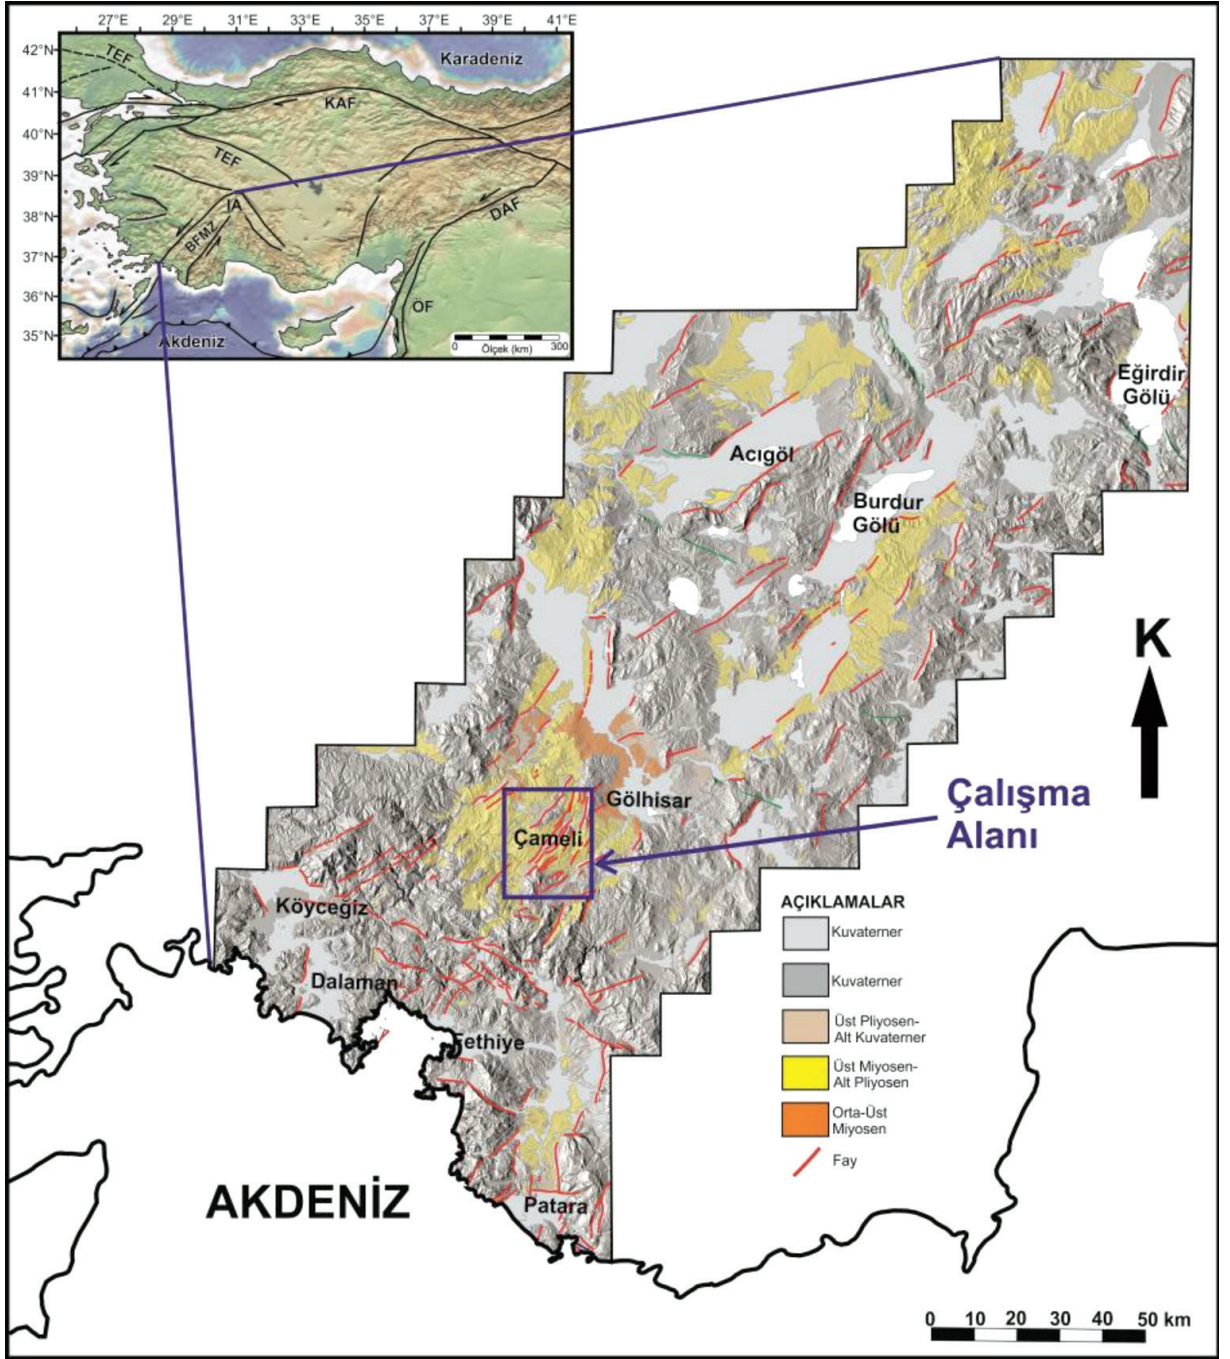 27°E 29°E 31°E 33°E 35°E 37°E 39°E 41°E
42°N
41°N
40°N
39°N
38°N
37°N
36°N
35°N
TEF
Karadeniz
KAF
TEF
IA
DAF
BFMZ
ÖF
Akdeniz
0 300
Ölçek (km)
Eğirdir
Gölü
Acıgöl
Burdur
Gölü
K
Gölhisar
Çameli
Çalışma
Alanı
Köyceğiz
Dalaman
Fethiye
Patara
AKDENİZ
AÇIKLAMALAR
Kuvaterner
Kuvaterner
Üst Pliyosen-
Alt Kuvaterner
Üst Miyosen-
Alt Pliyosen
Orta-Üst
Miyosen
Fay
0 10 20 30 40 50 km